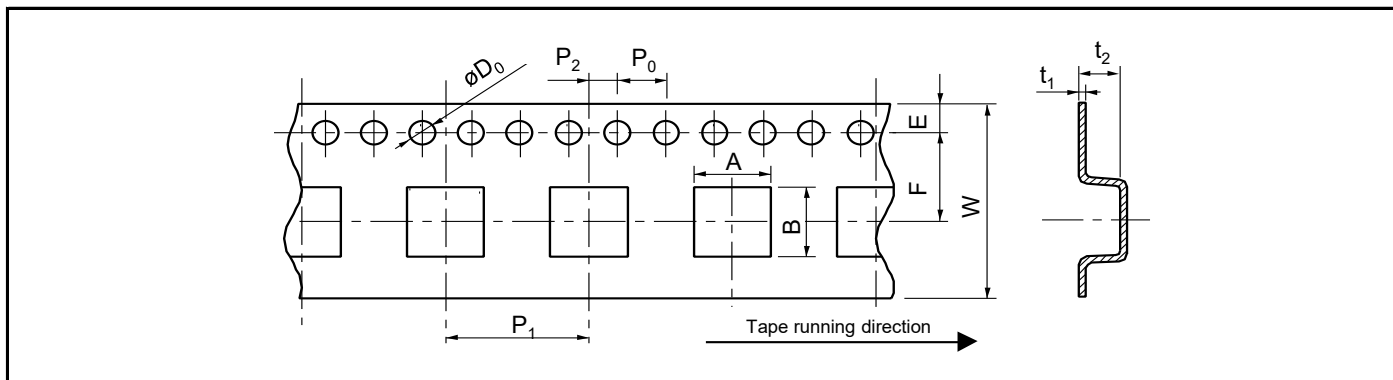 øD₀
P₂
P₀
t₁
t₂
E
F
W
A
B
P₁
Tape running direction